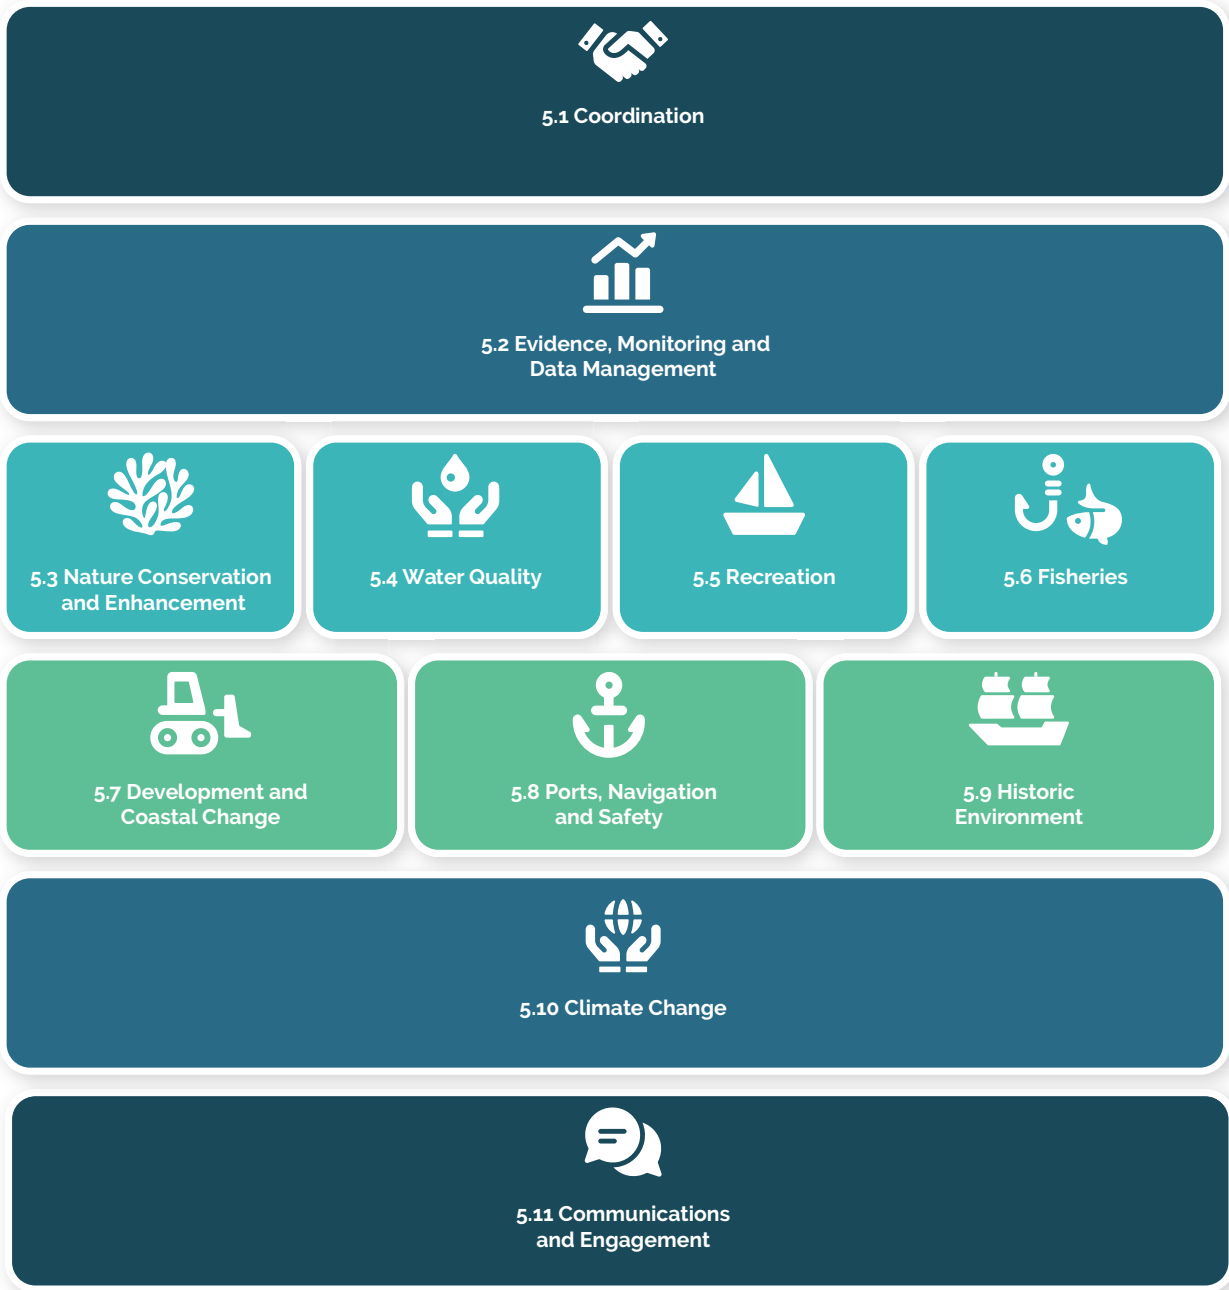 5.1 Coordination
5.2 Evidence, Monitoring and
Data Management
5.3 Nature Conservation
and Enhancement
5.4 Water Quality
5.5 Recreation
5.6 Fisheries
5.7 Development and
Coastal Change
5.8 Ports, Navigation
and Safety
5.9 Historic
Environment
5.10 Climate Change
5.11 Communications
and Engagement